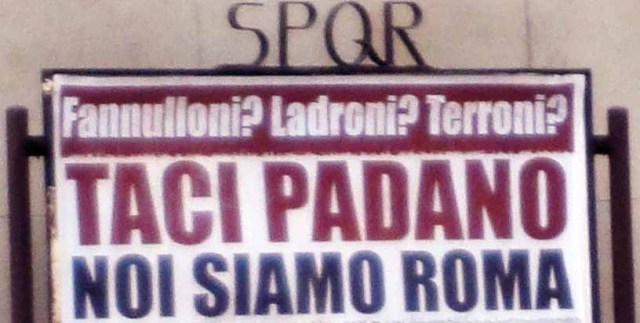 SPQR
Fannulloni? Ladroni? Terroni?
TACI PADANO
NOI SIAMO ROMA